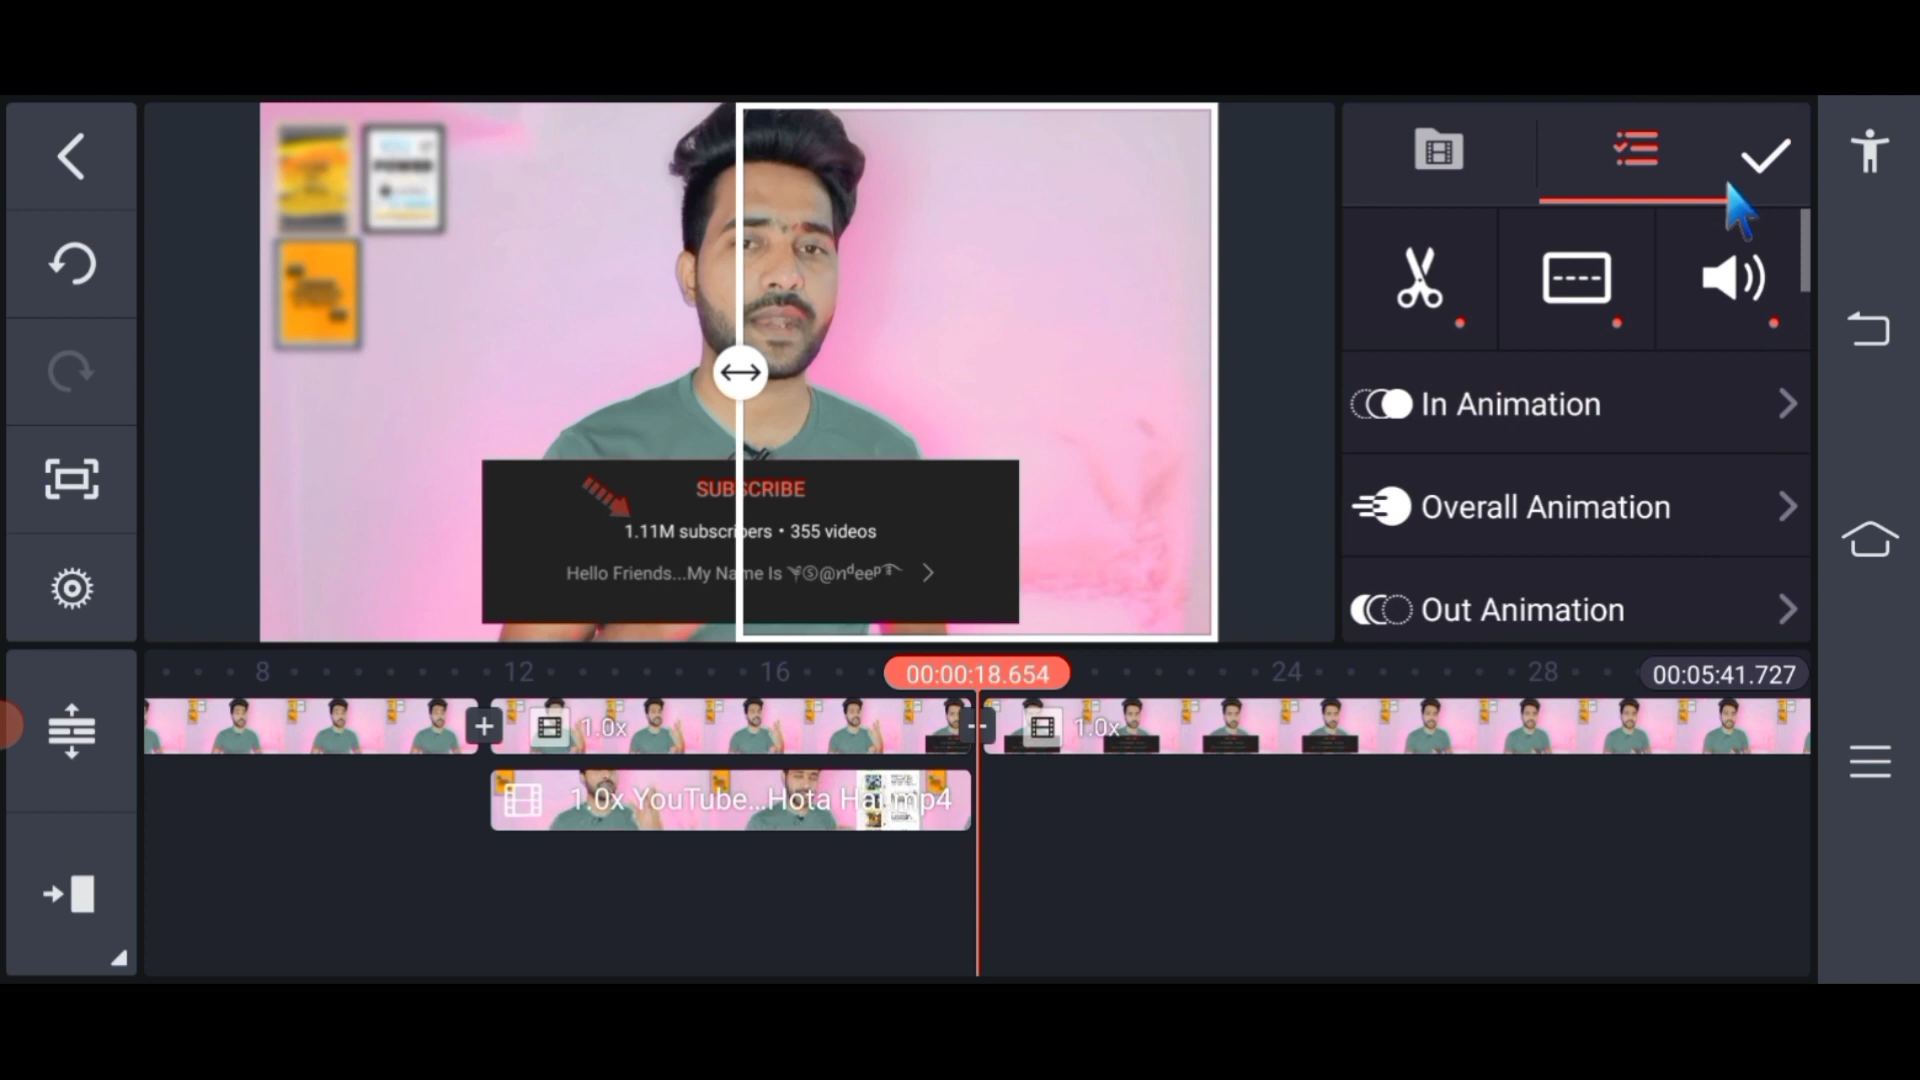 SUBSCRIBE
1.11M subscribers • 355 videos
Hello Friends...My Name Is
In Animation
Overall Animation
Out Animation
8
12
16
00:00:18.654
24
28
00:05:41.727
1.0x
1.0x
1.0x YouTube...Hota Hai.mp4